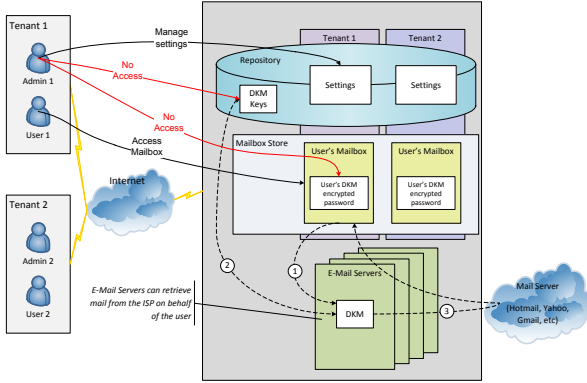 Tenant 1
Admin 1
User 1
Tenant 2
Admin 2
User 2
Internet
Manage
settings
No
Access
No
Access
Access
Mailbox
Tenant 1
Tenant 2
Repository
DKM
Keys
Settings
Settings
Mailbox Store
User's Mailbox
User's DKM
encrypted
password
User's Mailbox
User's DKM
encrypted
password
1
2
3
E-Mail Servers
DKM
E-Mail Servers can retrieve
mail from the ISP on behalf
of the user
Mail Server
(Hotmail, Yahoo,
Gmail, etc)